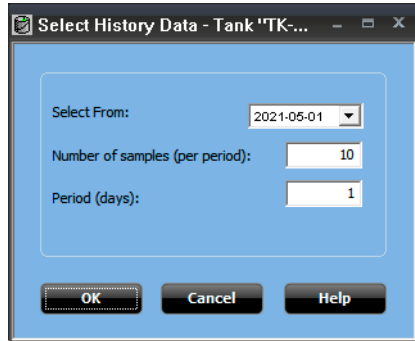 Select History Data - Tank "TK-...
Select From: 2021-05-01
Number of samples (per period): 10
Period (days): 1
OK Cancel Help